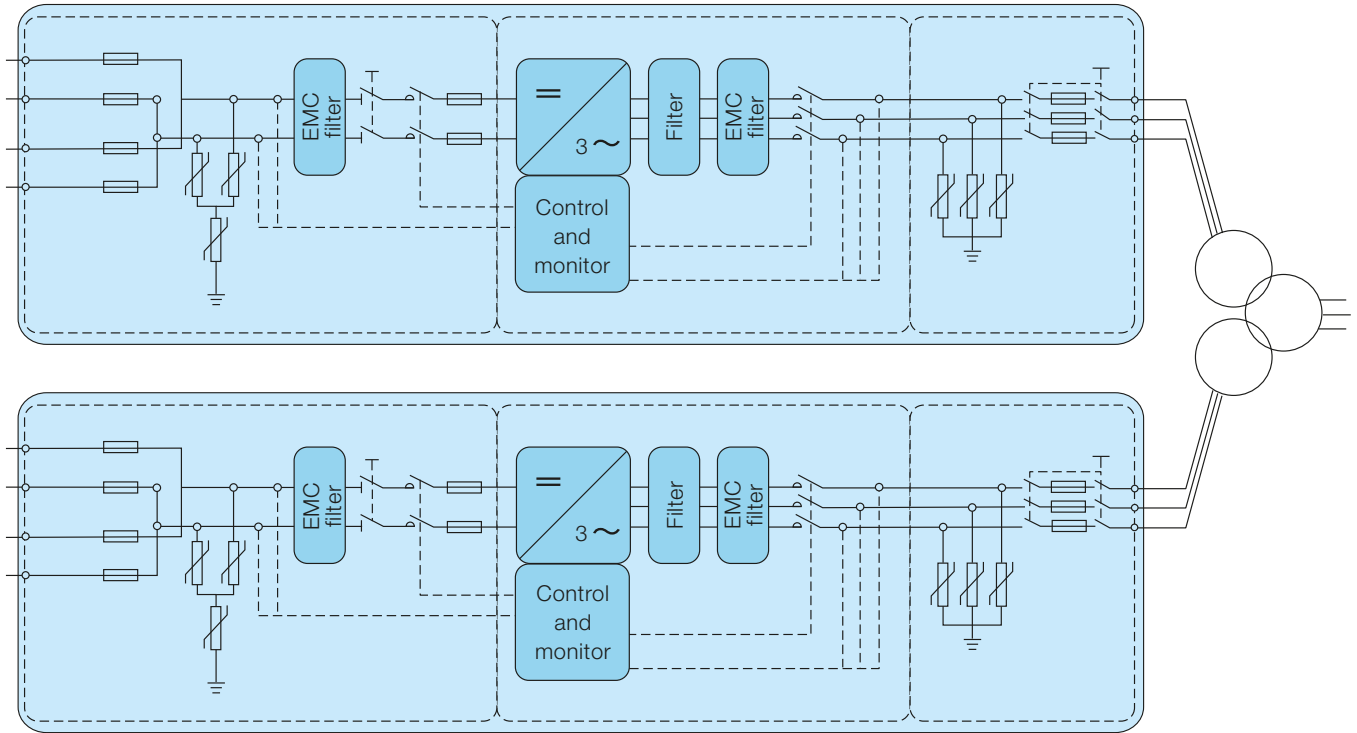 EMC
filter
3
Filter
EMC
filter
Control
and
monitor
EMC
filter
3
Filter
EMC
filter
Control
and
monitor